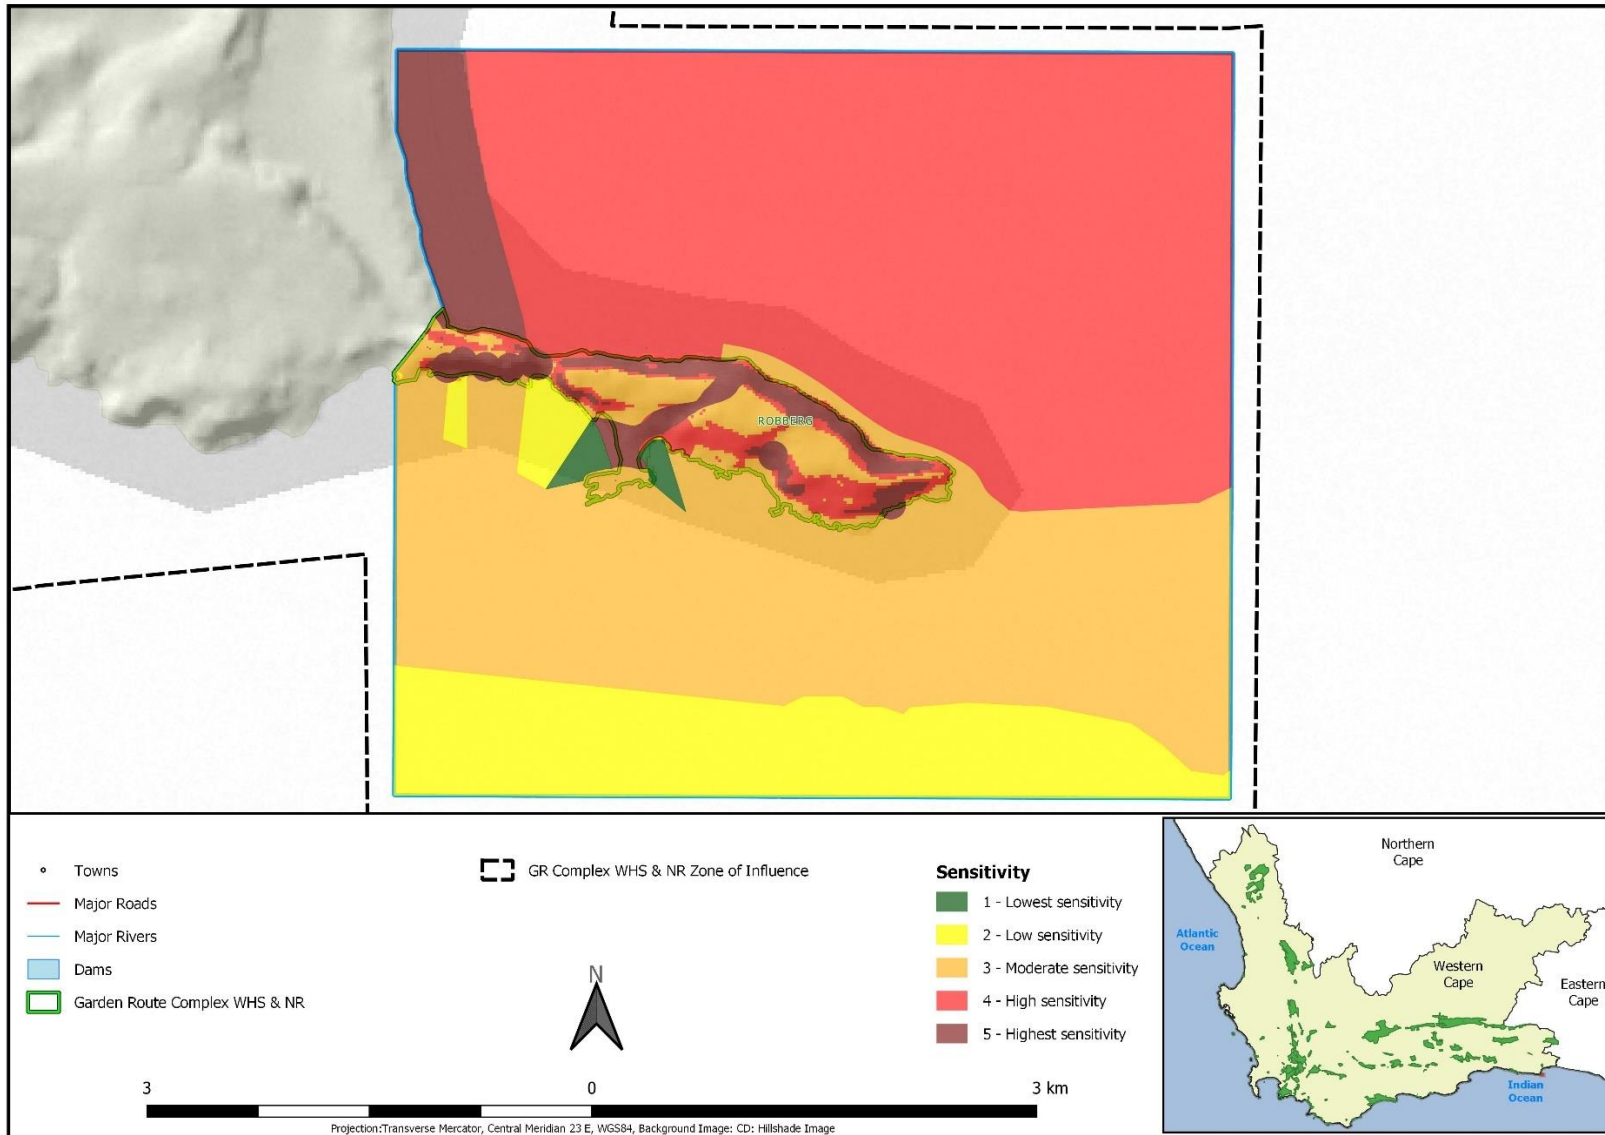 ROBBERG
Towns
Major Roads
Major Rivers
Dams
Garden Route Complex WHS & NR
GR Complex WHS & NR Zone of Influence
N
Sensitivity
1 - Lowest sensitivity
2 - Low sensitivity
3 - Moderate sensitivity
4 - High sensitivity
5 - Highest sensitivity
3
0
3 km
Projection:Transverse Mercator, Central Meridian 23 E, WGS84, Background Image: CD: Hillshade Image
Northern
Cape
Atlantic
Ocean
Western
Cape
Eastern
Cape
Indian
Ocean